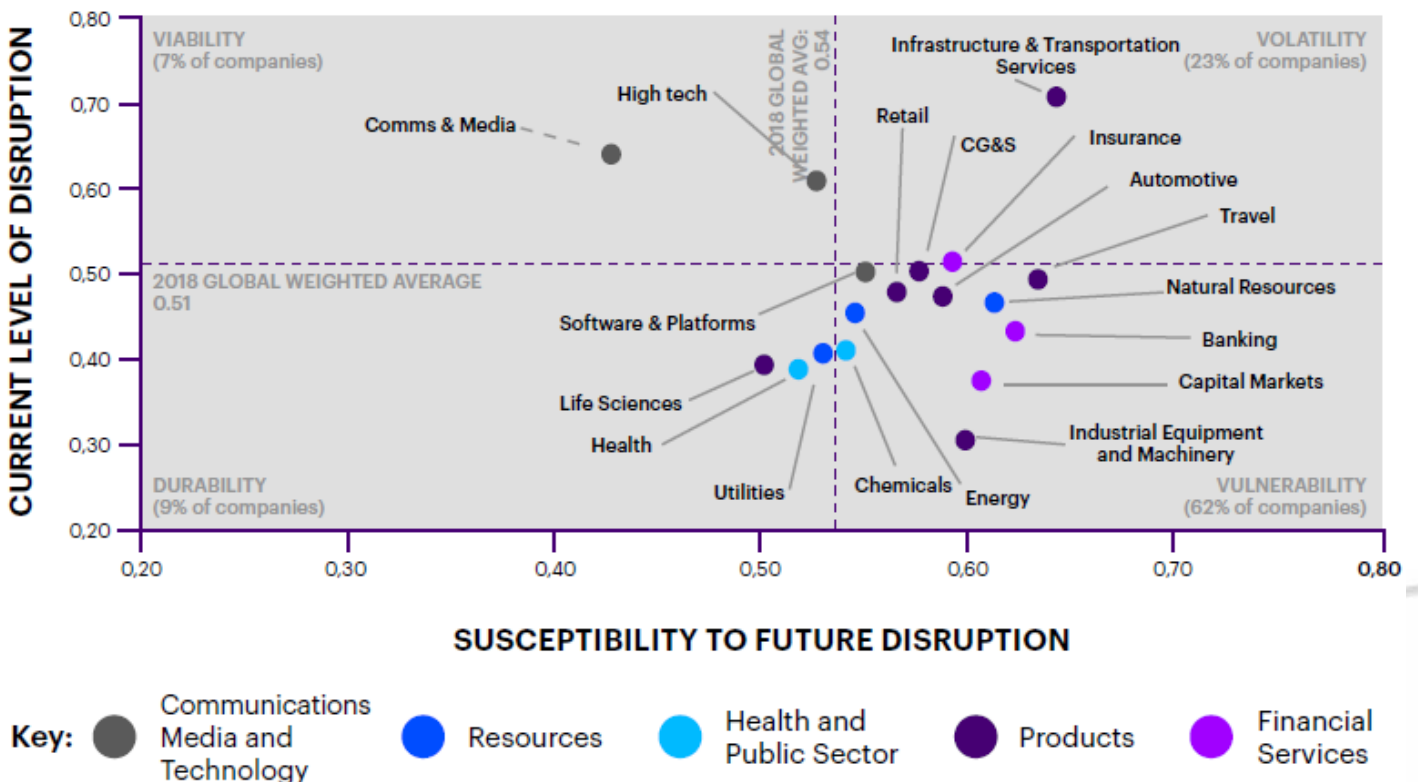 CURRENT LEVEL OF DISRUPTION
0,80
0,70
0,60
0,50
0,40
0,30
0,20
VIABILITY
(7% of companies)
2018 GLOBAL
WEIGHTED AVG:
0.54
VOLATILITY
(23% of companies)
Infrastructure & Transportation
Services
High tech
Comms & Media
Retail
CG&S
Insurance
Automotive
Travel
2018 GLOBAL WEIGHTED AVERAGE
0.51
Natural Resources
Software & Platforms
Banking
Capital Markets
Life Sciences
Health
Industrial Equipment
and Machinery
Utilities
Chemicals
Energy
DURABILITY
(9% of companies)
VULNERABILITY
(62% of companies)
0,20
0,30
0,40
0,50
0,60
0,70
0,80
SUSCEPTIBILITY TO FUTURE DISRUPTION
Key:
Communications
Media and
Technology
Resources
Health and
Public Sector
Products
Financial
Services